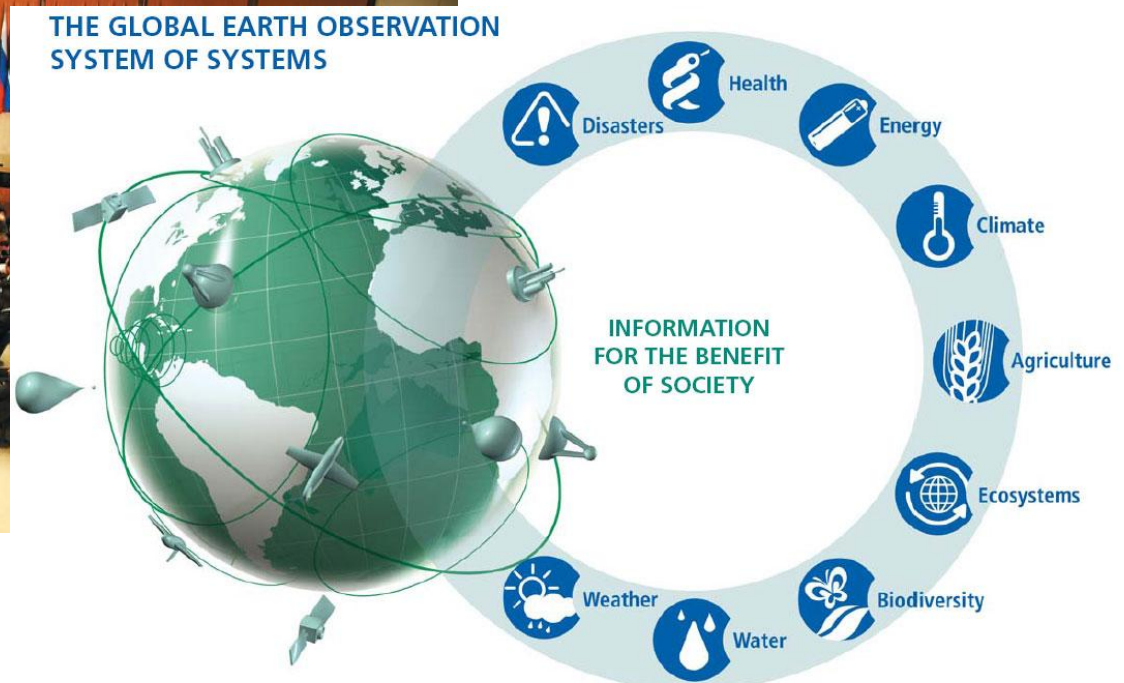 THE GLOBAL EARTH OBSERVATION
SYSTEM OF SYSTEMS
Health
Disasters
Energy
Climate
INFORMATION
FOR THE BENEFIT
OF SOCIETY
Agriculture
Ecosystems
Weather
Biodiversity
Water